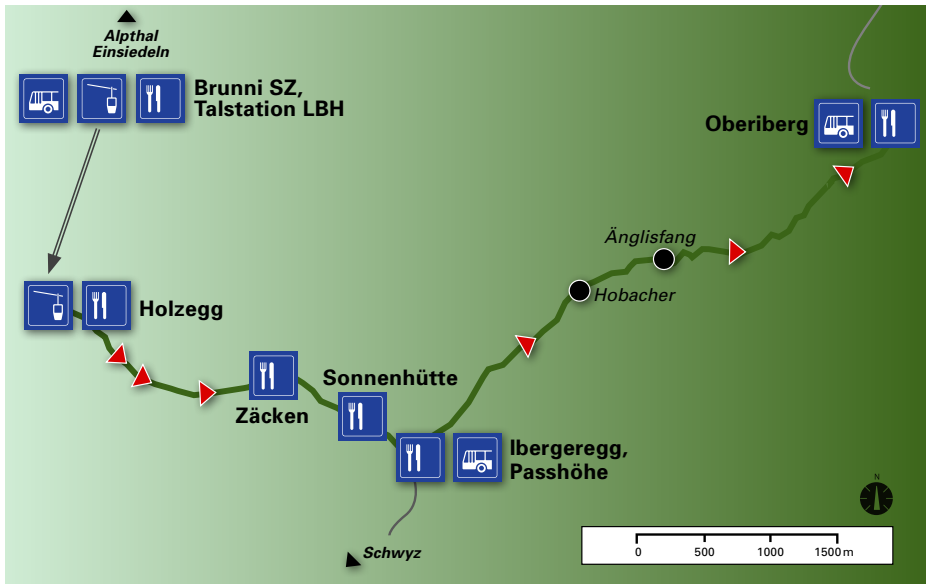 Alpthal
Einsiedeln
Brunni SZ,
Talstation LBH
Oberiberg
Änglisfang
Hobacher
Holzegg
Sonnenhütte
Zäcken
Ibergeregg,
Passhöhe
N
Schwyz
0 500 1000 1500 m